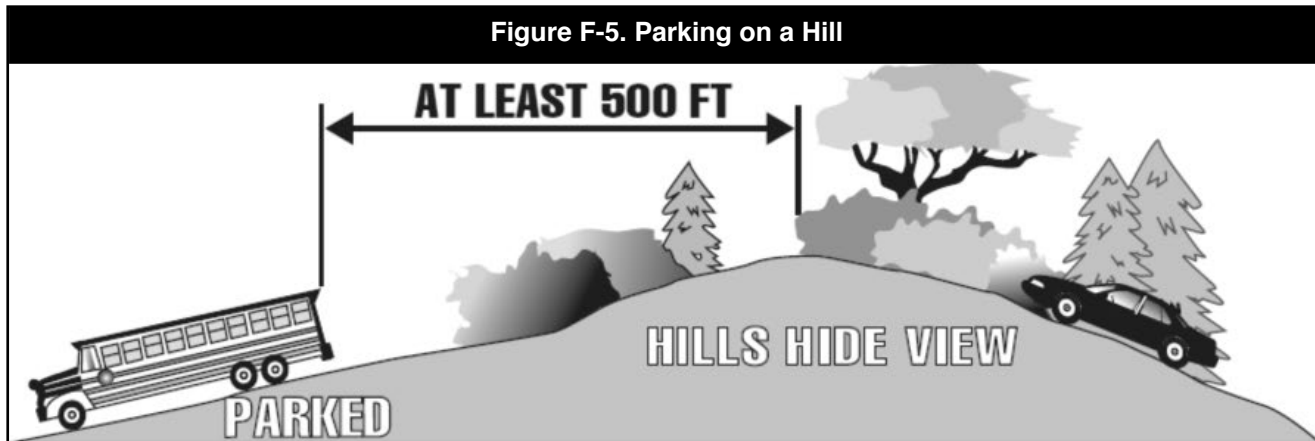 Figure F-5. Parking on a Hill
AT LEAST 500 FT
HILLS HIDE VIEW
PARKED